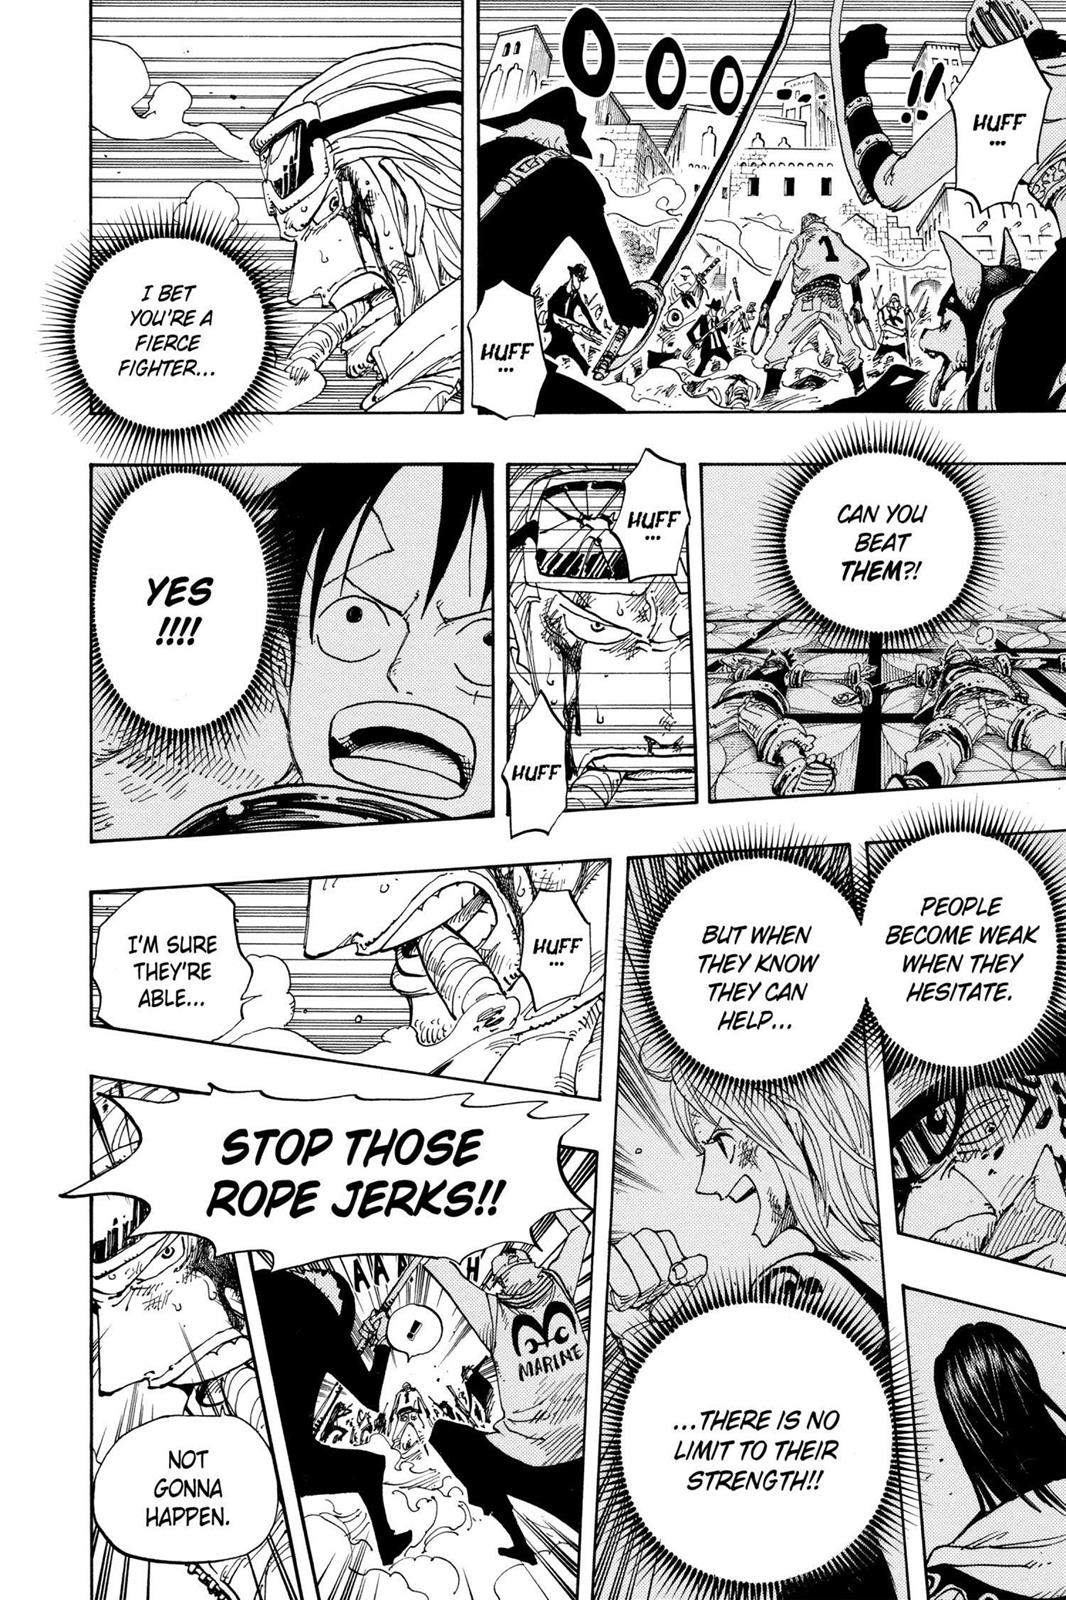 HUFF
...
HUFF
...
1
I BET
YOU'RE A
FIERCE
FIGHTER...
CAN YOU
BEAT
THEM?!
HUFF
...
HUFF
...
YES
!!!!
PEOPLE
BECOME WEAK
WHEN THEY
HESITATE.
BUT WHEN
THEY KNOW
THEY CAN
HELP...
...THERE IS NO
LIMIT TO THEIR
STRENGTH!!
HUFF
...
I'M SURE
THEY'RE
ABLE...
STOP THOSE
ROPE JERKS!!
MARINE
NOT
GONNA
HAPPEN.